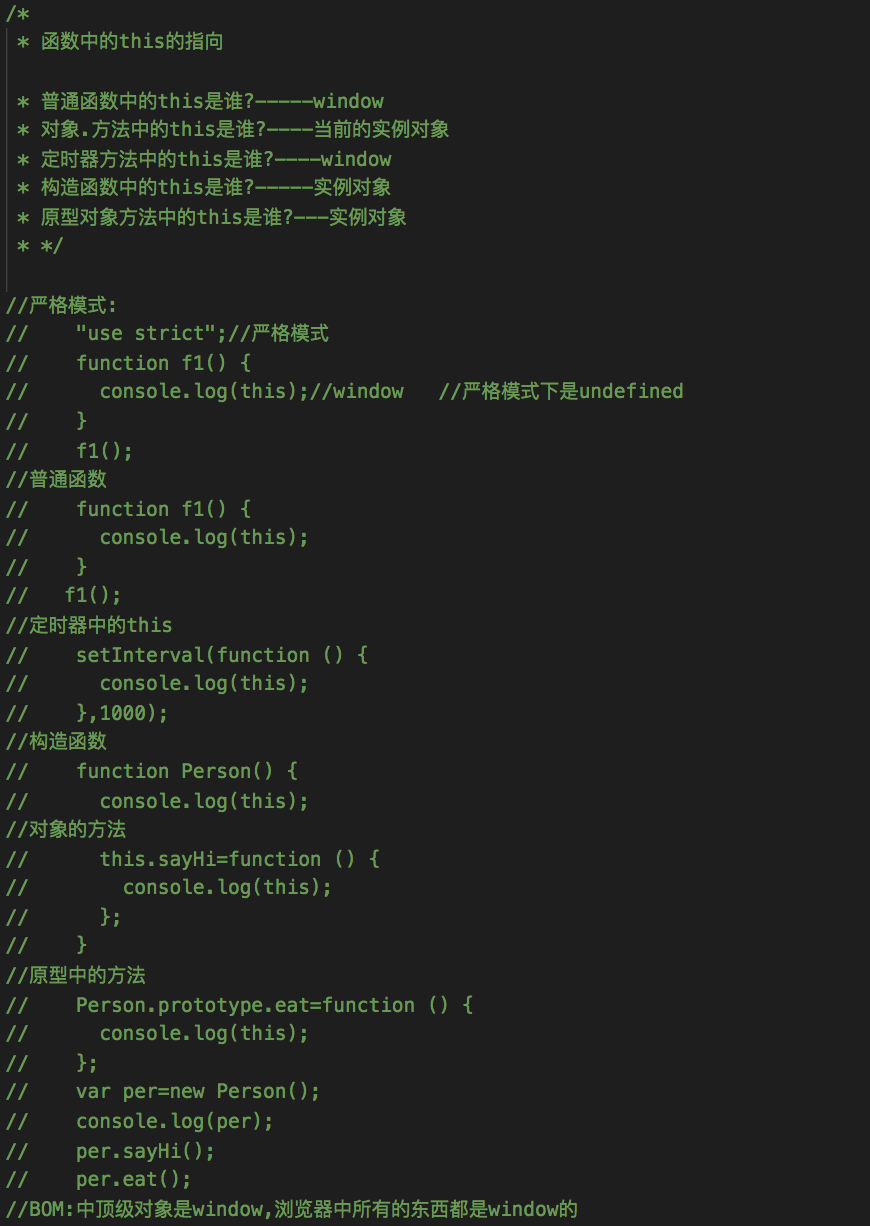 /*
 * 函数中的this的指向

 * 普通函数中的this是谁?-----window
 * 对象.方法中的this是谁?----当前的实例对象
 * 定时器方法中的this是谁?----window
 * 构造函数中的this是谁?-----实例对象
 * 原型对象方法中的this是谁?---实例对象
 * */

//严格模式:
//    "use strict";//严格模式
//    function f1() {
//      console.log(this);//window   //严格模式下是undefined
//    }
//    f1();
//普通函数
//    function f1() {
//      console.log(this);
//    }
//   f1();
//定时器中的this
//    setInterval(function () {
//      console.log(this);
//    },1000);
//构造函数
//    function Person() {
//      console.log(this);
//对象的方法
//      this.sayHi=function () {
//        console.log(this);
//      };
//    }
//原型中的方法
//    Person.prototype.eat=function () {
//      console.log(this);
//    };
//    var per=new Person();
//    console.log(per);
//    per.sayHi();
//    per.eat();
//BOM:中顶级对象是window,浏览器中所有的东西都是window的